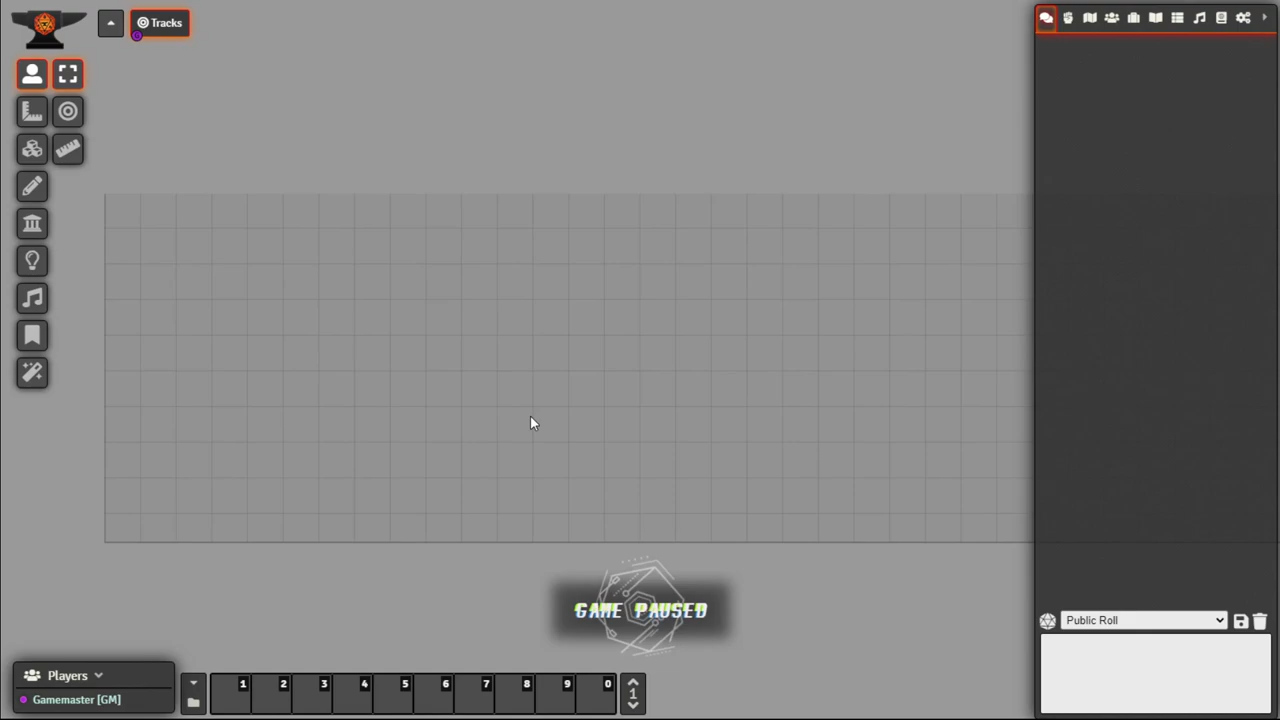 Tracks
G
Public Roll
GAME PAUSED
Players
Gamemaster [GM]
1 2 3 4 5 6 7 8 9 0
1